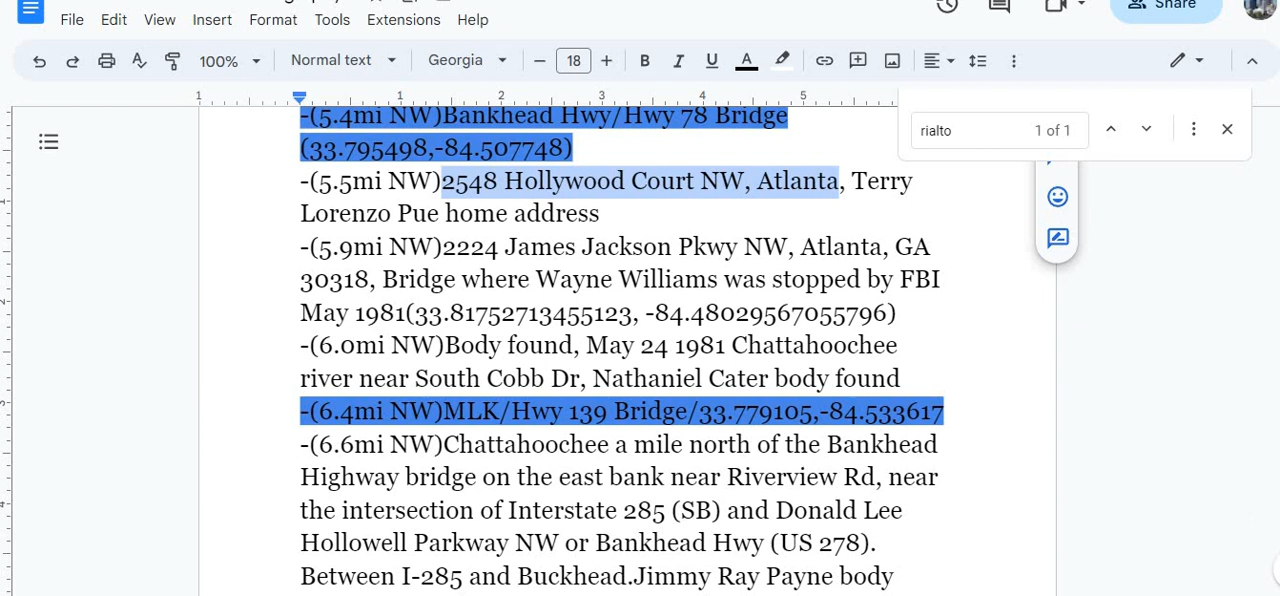 File Edit View Insert Format Tools Extensions Help
Share
100% Normal text Georgia 18 B I U A
1 1 2 3 4 5
rialto 1 of 1
-(5.4mi NW)Bankhead Hwy/Hwy 78 Bridge
(33.795498,-84.507748)
-(5.5mi NW)2548 Hollywood Court NW, Atlanta, Terry
Lorenzo Pue home address
-(5.9mi NW)2224 James Jackson Pkwy NW, Atlanta, GA
30318, Bridge where Wayne Williams was stopped by FBI
May 1981(33.81752713455123, -84.48029567055796)
-(6.0mi NW)Body found, May 24 1981 Chattahoochee
river near South Cobb Dr, Nathaniel Cater body found
-(6.4mi NW)MLK/Hwy 139 Bridge/33.779105,-84.533617
-(6.6mi NW)Chattahoochee a mile north of the Bankhead
Highway bridge on the east bank near Riverview Rd, near
the intersection of Interstate 285 (SB) and Donald Lee
Hollowell Parkway NW or Bankhead Hwy (US 278).
Between I-285 and Buckhead.Jimmy Ray Payne body